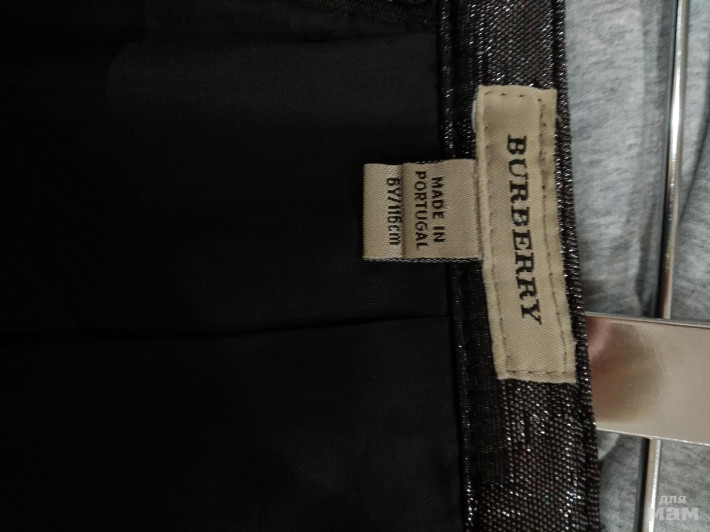 BURBERRY
MADE IN
PORTUGAL
6Y/116cm
для
мам